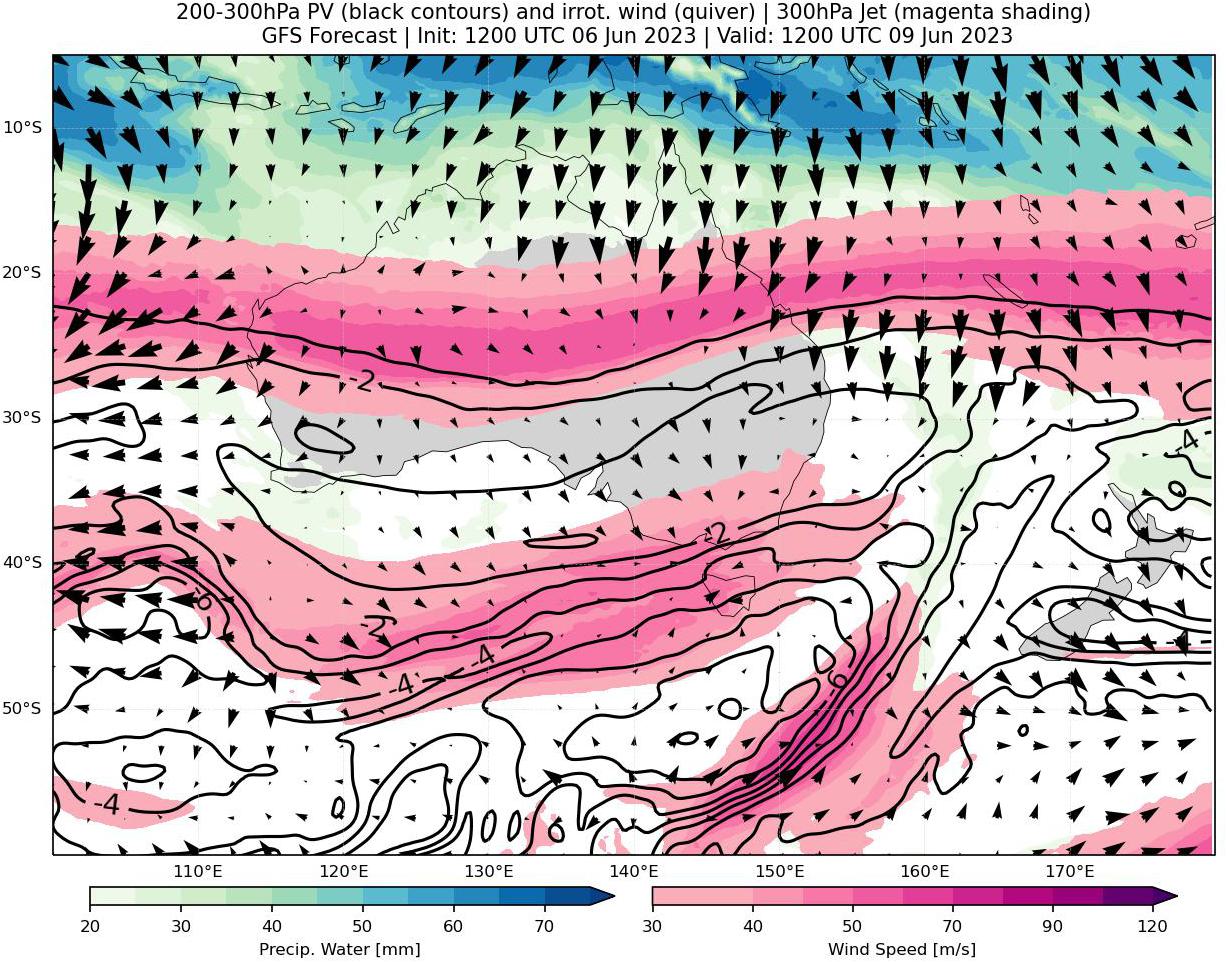 200-300hPa PV (black contours) and irrot. wind (quiver) | 300hPa Jet (magenta shading)
GFS Forecast | Init: 1200 UTC 06 Jun 2023 | Valid: 1200 UTC 09 Jun 2023
10°S
20°S
-2
30°S
-4
-2
40°S
-6
-2
-4
-4
-4
-6
50°S
-4
110°E 120°E 130°E 140°E 150°E 160°E 170°E
20 30 40 50 60 70
30 40 50 70 90 120
Precip. Water [mm]
Wind Speed [m/s]